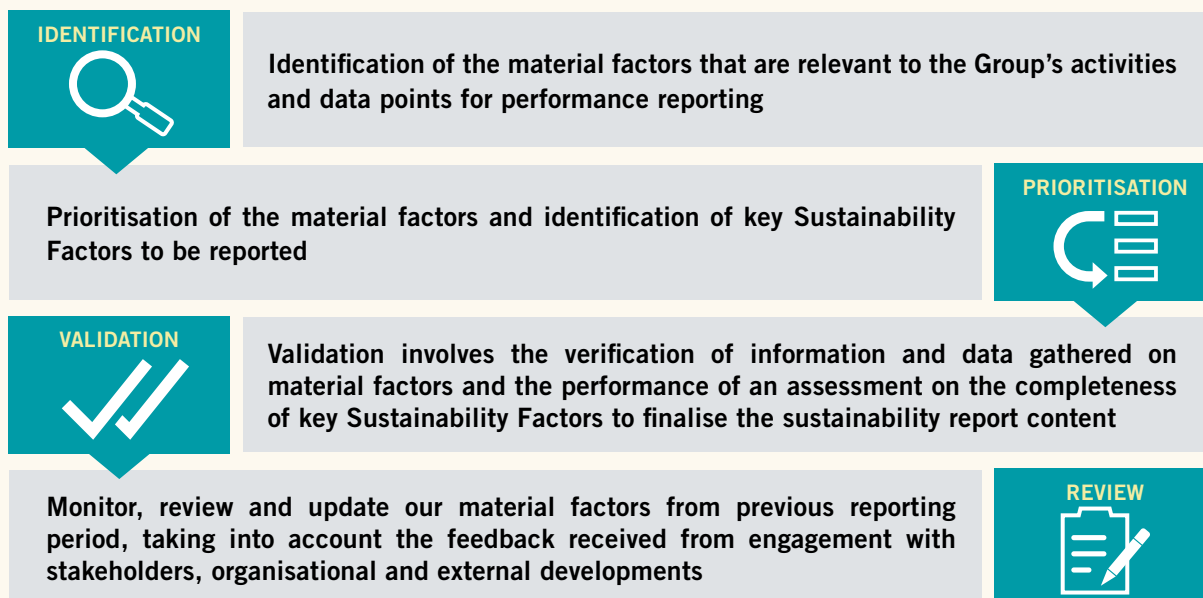 IDENTIFICATION
Identification of the material factors that are relevant to the Group's activities
and data points for performance reporting
PRIORITISATION
Prioritisation of the material factors and identification of key Sustainability
Factors to be reported
VALIDATION
Validation involves the verification of information and data gathered on
material factors and the performance of an assessment on the completeness
of key Sustainability Factors to finalise the sustainability report content
REVIEW
Monitor, review and update our material factors from previous reporting
period, taking into account the feedback received from engagement with
stakeholders, organisational and external developments